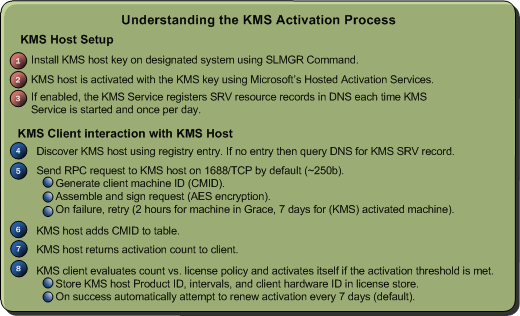 Understanding the KMS Activation Process
KMS Host Setup
1 Install KMS host key on designated system using SLMGR Command.
2 KMS host is activated with the KMS key using Microsoft's Hosted Activation Services.
3 If enabled, the KMS Service registers SRV resource records in DNS each time KMS
Service is started and once per day.
KMS Client interaction with KMS Host
4 Discover KMS host using registry entry. If no entry then query DNS for KMS SRV record.
5 Send RPC request to KMS host on 1688/TCP by default (~250b).
Generate client machine ID (CMID).
Assemble and sign request (AES encryption).
On failure, retry (2 hours for machine in Grace, 7 days for (KMS) activated machine).
6 KMS host adds CMID to table.
7 KMS host returns activation count to client.
8 KMS client evaluates count vs. license policy and activates itself if the activation threshold is met.
Store KMS host Product ID, intervals, and client hardware ID in license store.
On success automatically attempt to renew activation every 7 days (default).